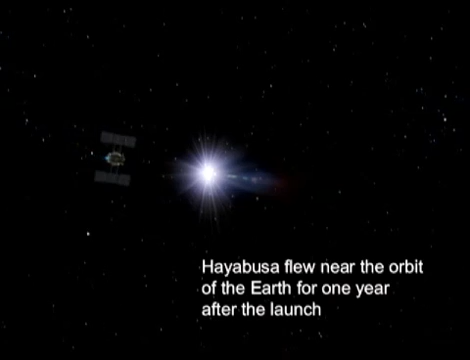 Hayabusa flew near the orbit
of the Earth for one year
after the launch